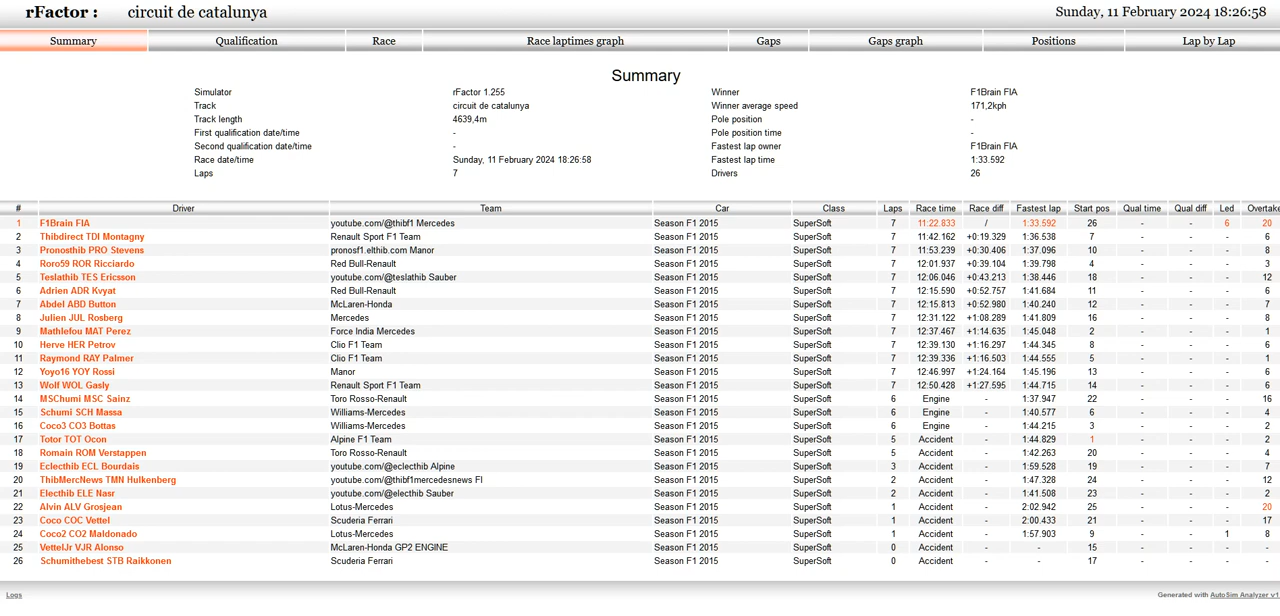 rFactor : circuit de catalunya Sunday, 11 February 2024 18:26:58
Summary Qualification Race Race laptimes graph Gaps Gaps graph Positions Lap by Lap
Summary
Simulator rFactor 1.255 Winner F1Brain FIA
Track circuit de catalunya Winner average speed 171,2kph
Track length 4639,4m Pole position -
First qualification date/time - Pole position time -
Second qualification date/time - Fastest lap owner F1Brain FIA
Race date/time Sunday, 11 February 2024 18:26:58 Fastest lap time 1:33.592
Laps 7 Drivers 26
# Driver Team Car Class Laps Race time Race diff Fastest lap Start pos Qual time Qual diff Led Overtake
1 F1Brain FIA youtube.com/@thibf1 Mercedes Season F1 2015 SuperSoft 7 11:22.833 / 1:33.592 26 - - 6 20
2 Thibdirect TDI Montagny Renault Sport F1 Team Season F1 2015 SuperSoft 7 11:42.162 +0:19.329 1:36.538 7 - - - 6
3 Pronosthib PRO Stevens pronosf1.elthib.com Manor Season F1 2015 SuperSoft 7 11:53.239 +0:30.406 1:37.096 10 - - - 8
4 Roro59 ROR Ricciardo Red Bull-Renault Season F1 2015 SuperSoft 7 12:01.937 +0:39.104 1:39.798 4 - - - 3
5 Teslathib TES Ericsson youtube.com/@teslathib Sauber Season F1 2015 SuperSoft 7 12:06.046 +0:43.213 1:38.446 18 - - - 12
6 Adrien ADR Kvyat Red Bull-Renault Season F1 2015 SuperSoft 7 12:15.590 +0:52.757 1:41.684 11 - - - 6
7 Abdel ABD Button McLaren-Honda Season F1 2015 SuperSoft 7 12:15.813 +0:52.980 1:40.240 12 - - - 7
8 Julien JUL Rosberg Mercedes Season F1 2015 SuperSoft 7 12:31.122 +1:08.289 1:41.809 16 - - - 8
9 Mathlefou MAT Perez Force India Mercedes Season F1 2015 SuperSoft 7 12:37.467 +1:14.635 1:45.048 2 - - - 1
10 Herve HER Petrov Clio F1 Team Season F1 2015 SuperSoft 7 12:39.130 +1:16.297 1:44.345 8 - - - 6
11 Raymond RAY Palmer Clio F1 Team Season F1 2015 SuperSoft 7 12:39.336 +1:16.503 1:44.555 5 - - - 1
12 Yoyo16 YOY Rossi Manor Season F1 2015 SuperSoft 7 12:46.997 +1:24.164 1:45.196 13 - - - 6
13 Wolf WOL Gasly Renault Sport F1 Team Season F1 2015 SuperSoft 7 12:50.428 +1:27.595 1:44.715 14 - - - 6
14 MSChumi MSC Sainz Toro Rosso-Renault Season F1 2015 SuperSoft 6 Engine - 1:37.947 22 - - - 16
15 Schumi SCH Massa Williams-Mercedes Season F1 2015 SuperSoft 6 Engine - 1:40.577 6 - - - 4
16 Coco3 CO3 Bottas Williams-Mercedes Season F1 2015 SuperSoft 6 Engine - 1:44.215 3 - - - 2
17 Totor TOT Ocon Alpine F1 Team Season F1 2015 SuperSoft 5 Accident - 1:44.829 1 - - - 2
18 Romain ROM Verstappen Toro Rosso-Renault Season F1 2015 SuperSoft 5 Accident - 1:42.263 20 - - - 4
19 Eclecthib ECL Bourdais youtube.com/@eclecthib Alpine Season F1 2015 SuperSoft 3 Accident - 1:59.528 19 - - - 7
20 ThibMercNews TMN Hulkenberg youtube.com/@thibf1mercedesnews FI Season F1 2015 SuperSoft 2 Accident - 1:47.328 24 - - - 12
21 Electhib ELE Nasr youtube.com/@electhib Sauber Season F1 2015 SuperSoft 2 Accident - 1:41.508 23 - - - 2
22 Alvin ALV Grosjean Lotus-Mercedes Season F1 2015 SuperSoft 1 Accident - 2:02.942 25 - - - 20
23 Coco COC Vettel Scuderia Ferrari Season F1 2015 SuperSoft 1 Accident - 2:00.433 21 - - - 17
24 Coco2 CO2 Maldonado Lotus-Mercedes Season F1 2015 SuperSoft 1 Accident - 1:57.903 9 - - 1 8
25 VettelJr VJR Alonso McLaren-Honda GP2 ENGINE Season F1 2015 SuperSoft 0 Accident - - 15 - - - -
26 Schumithebest STB Raikkonen Scuderia Ferrari Season F1 2015 SuperSoft 0 Accident - - 17 - - - -
Logs Generated with AutoSim Analyzer v1